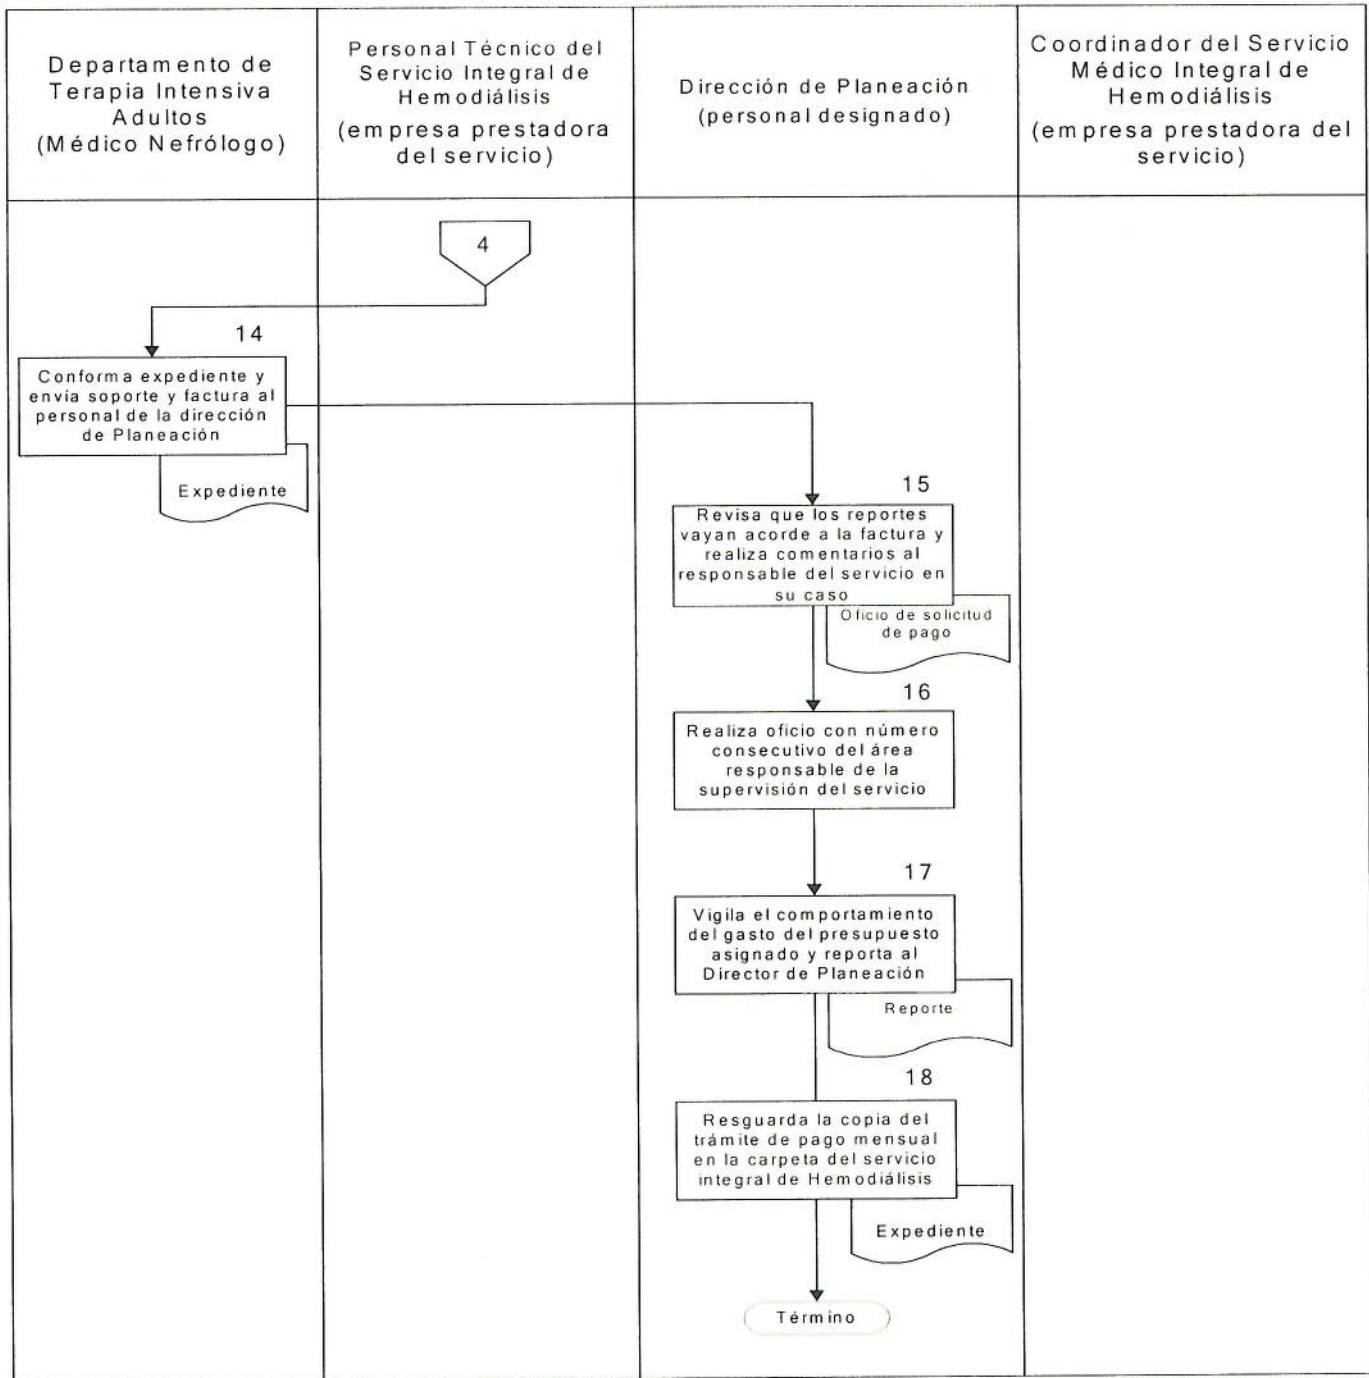 Departamento de
Terapia Intensiva
Adultos
(Médico Nefrólogo)
Personal Técnico del
Servicio Integral de
Hemodiálisis
(empresa prestadora
del servicio)
Dirección de Planeación
(personal designado)
Coordinador del Servicio
Médico Integral de
Hemodiálisis
(empresa prestadora del
servicio)
4
14
Conforma expediente y
envía soporte y factura al
personal de la dirección
de Planeación
Expediente
15
Revisa que los reportes
vayan acorde a la factura y
realiza comentarios al
responsable del servicio en
su caso
Oficio de solicitud
de pago
16
Realiza oficio con número
consecutivo del área
responsable de la
supervisión del servicio
17
Vigila el comportamiento
del gasto del presupuesto
asignado y reporta al
Director de Planeación
Reporte
18
Resguarda la copia del
trámite de pago mensual
en la carpeta del servicio
integral de Hemodiálisis
Expediente
Término